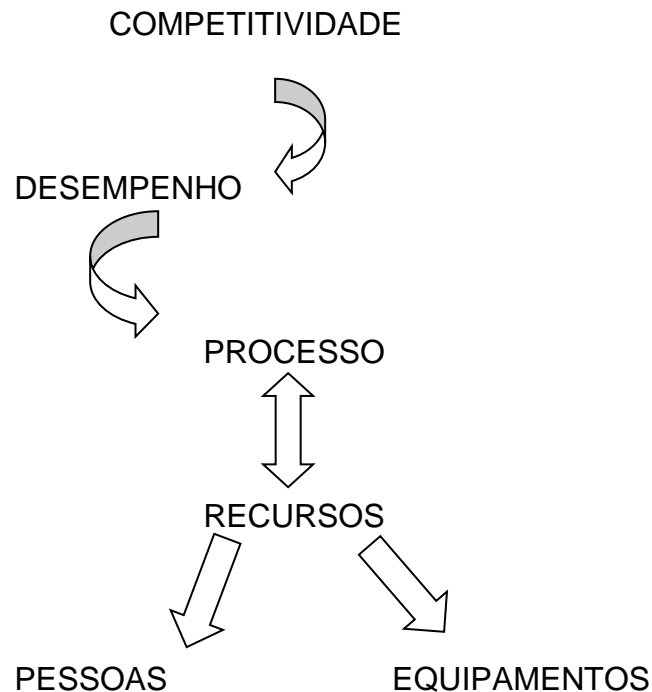 COMPETITIVIDADE
DESEMPENHO
PROCESSO
RECURSOS
PESSOAS
EQUIPAMENTOS